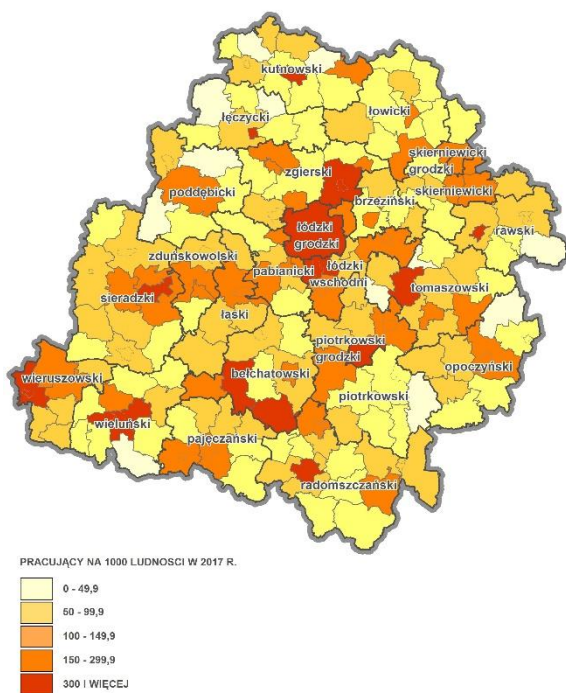 kutnowski
łowicki
łęczycki
skierniewicki
grodzki
zgierski
skierniewicki
poddębicki
brzeziński
łódzki
grodzki
rawski
zduńskowolski
łódzki
pabianicki
wschodni
tomaszowski
sieradzki
łaski
piotrkowski
grodzki
opoczyński
wieruszowski
bełchatowski
piotrkowski
wieluński
pajęczański
radomszczański
PRACUJĄCY NA 1000 LUDNOSCI W 2017 R.
0 - 49,9
50 - 99,9
100 - 149,9
150 - 299,9
300 I WIĘCEJ